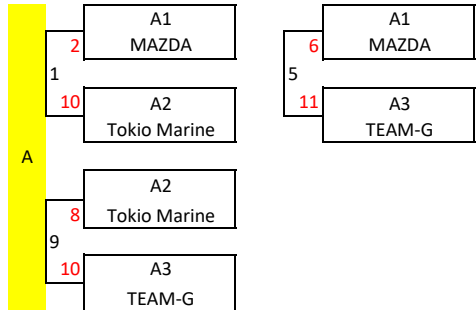 A
A1
2 MAZDA
1
10 A2
Tokio Marine
A2
8 Tokio Marine
9
10 A3
TEAM-G
A1
6 MAZDA
5
11 A3
TEAM-G